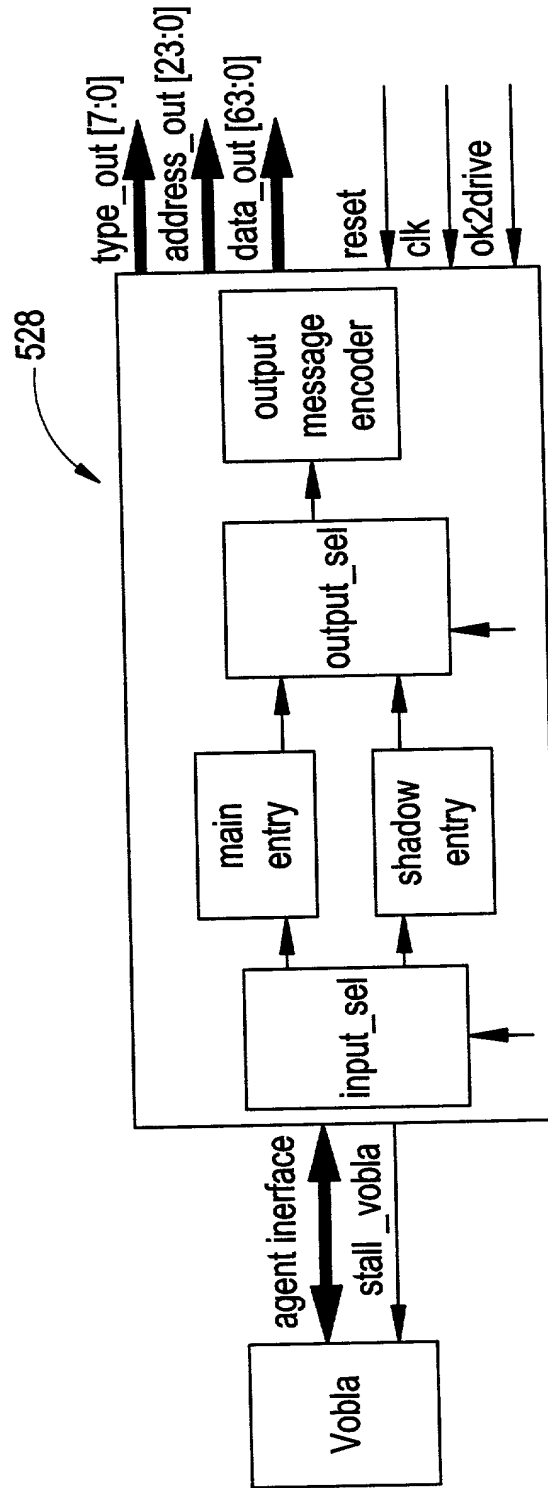 528
Vobla
agent inerface
stall_vobla
input_sel
main
entry
shadow
entry
output_sel
output
message
encoder
type_out [7:0]
address_out [23:0]
data_out [63:0]
reset
clk
ok2drive